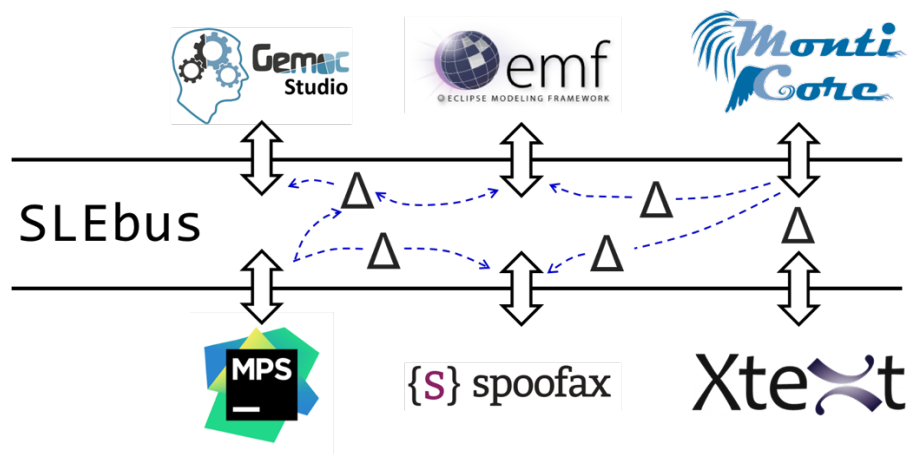 Gemoc
Studio
emf
ECLIPSE MODELING FRAMEWORK
Monti
Core
Δ
Δ
SLEbus
Δ
Δ
Δ
MPS
{S} spoofax
Xtext